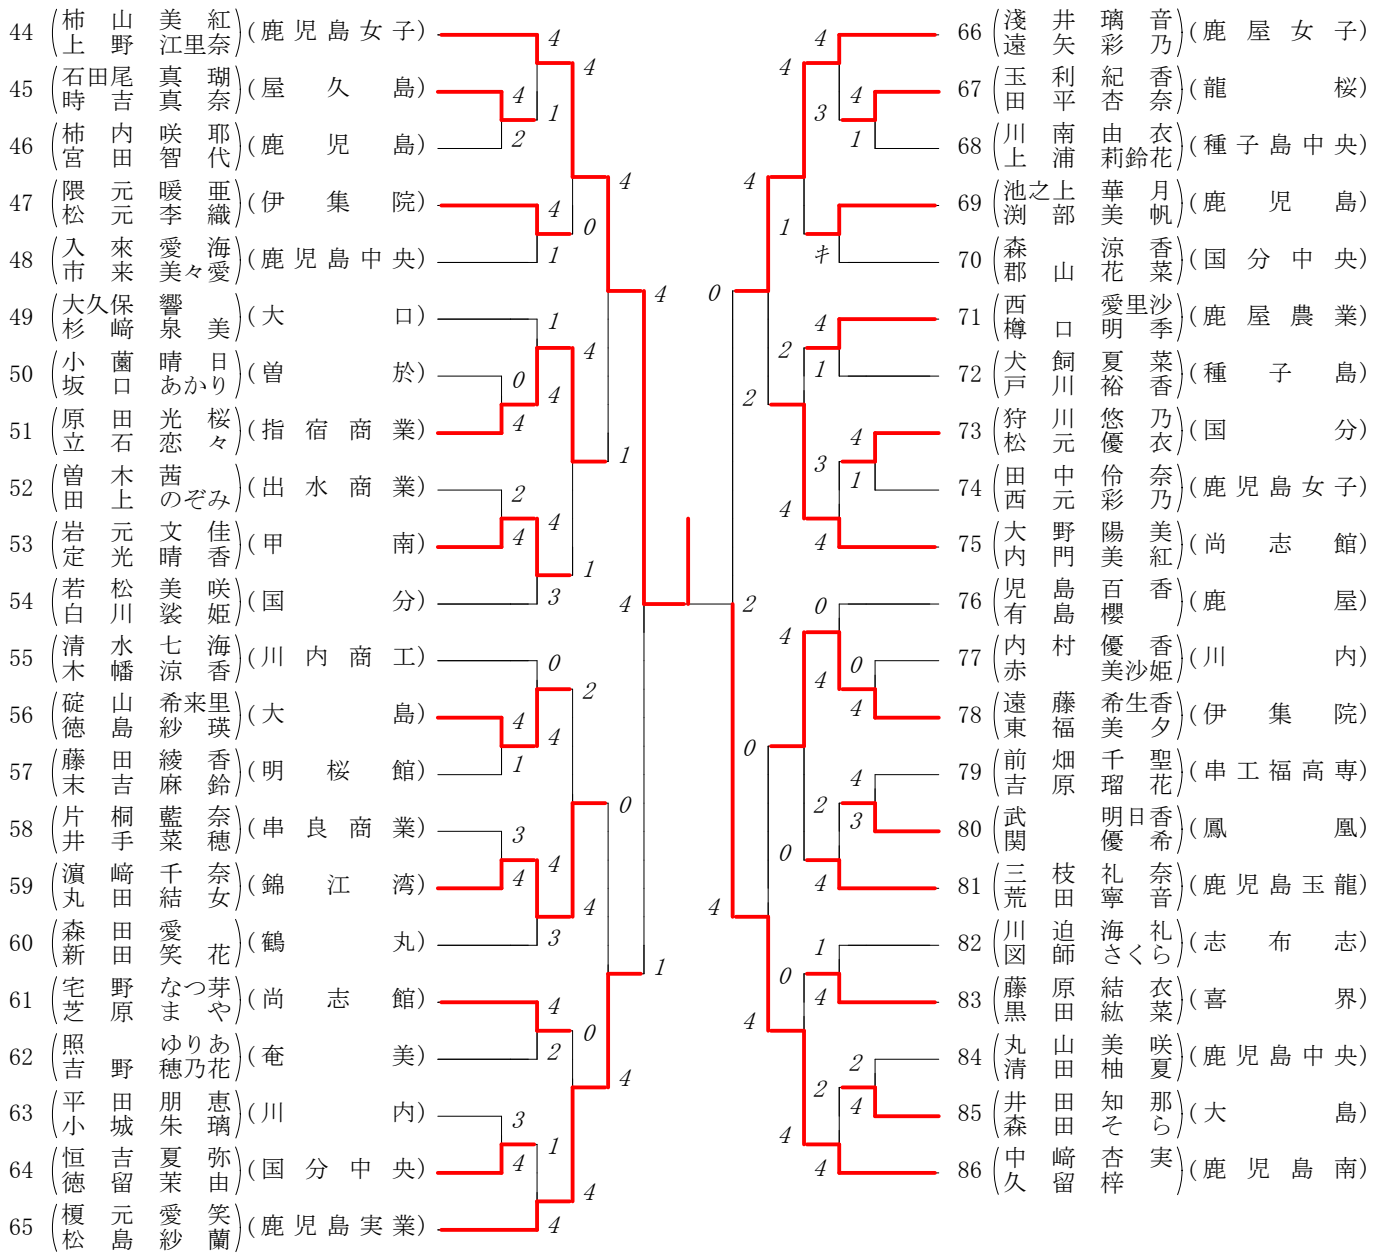 44 (柿山美紅 上野江里奈) (鹿児島女子) 4
4
45 (石田尾真瑚 時吉真奈) (屋久島) 4 1
46 (柿内咲耶 宮田智代) (鹿児島) 2
4
47 (隈元暖亜 松元李織) (伊集院) 4 0
48 (入來愛海 市来美々愛) (鹿児島中央) 1
4
49 (大久保響 杉﨑泉美) (大口) 1
4
50 (小薗晴日 坂口あかり) (曽於) 0 4
51 (原田光桜 立石恋々) (指宿商業) 4
1
52 (曽木茜 田上のぞみ) (出水商業) 2
53 (岩元文佳 定光晴香) (甲南) 4 4
1
54 (若松美咲 白川裟姫) (国分) 3
4
55 (清水七海 木幡涼香) (川内商工) 0
2
56 (碇山希来里 徳島紗瑛) (大島) 4 4
57 (藤田綾香 末吉麻鈴) (明桜館) 1
0
58 (片桐藍奈 井手菜穂) (串良商業) 3
59 (濵﨑千奈 丸田結女) (錦江湾) 4 4
4
60 (森田愛 新田笑花) (鶴丸) 3
1
61 (宅野なつ芽 芝原まや) (尚志館) 4
0
62 (照ゆりあ 吉野穂乃花) (奄美) 2
4
63 (平田朋恵 小城朱璃) (川内) 3
64 (恒吉夏弥 徳留茉由) (国分中央) 4 1
4
65 (榎元愛笑 松島紗蘭) (鹿児島実業) 4
4 66 (淺井璃音 遠矢彩乃) (鹿屋女子)
4
3 4 67 (玉利紀香 田平杏奈) (龍桜)
1 68 (川南由衣 上浦莉鈴花) (種子島中央)
4
1 69 (池之上華月 渕部美帆) (鹿児島)
キ 70 (森涼香 郡山花菜) (国分中央)
0
4 71 (西愛里沙 樽口明季) (鹿屋農業)
2
1 72 (犬飼夏菜 戸川裕香) (種子島)
2
4 73 (狩川悠乃 松元優衣) (国分)
3
1 74 (田中伶奈 西元彩乃) (鹿児島女子)
4
4 75 (大野陽美 内門美紅) (尚志館)
2
0 76 (児島百香 有島櫻) (鹿屋)
4
4 0 77 (内村優香 赤美沙姫) (川内)
4 78 (遠藤希生香 東福美夕) (伊集院)
0
4 79 (前畑千聖 吉原瑠花) (串工福高専)
2 3 80 (武明日香 関優希) (鳳凰)
0
4 81 (三枝礼奈 荒田寧音) (鹿児島玉龍)
4
1 82 (川迫海礼 図師さくら) (志布志)
0
4 83 (藤原結衣 黒田紘菜) (喜界)
4
2 84 (丸山美咲 清田柚夏) (鹿児島中央)
2 4 85 (井田知那 森田そら) (大島)
4
4 86 (中﨑杏実 久留梓) (鹿児島南)